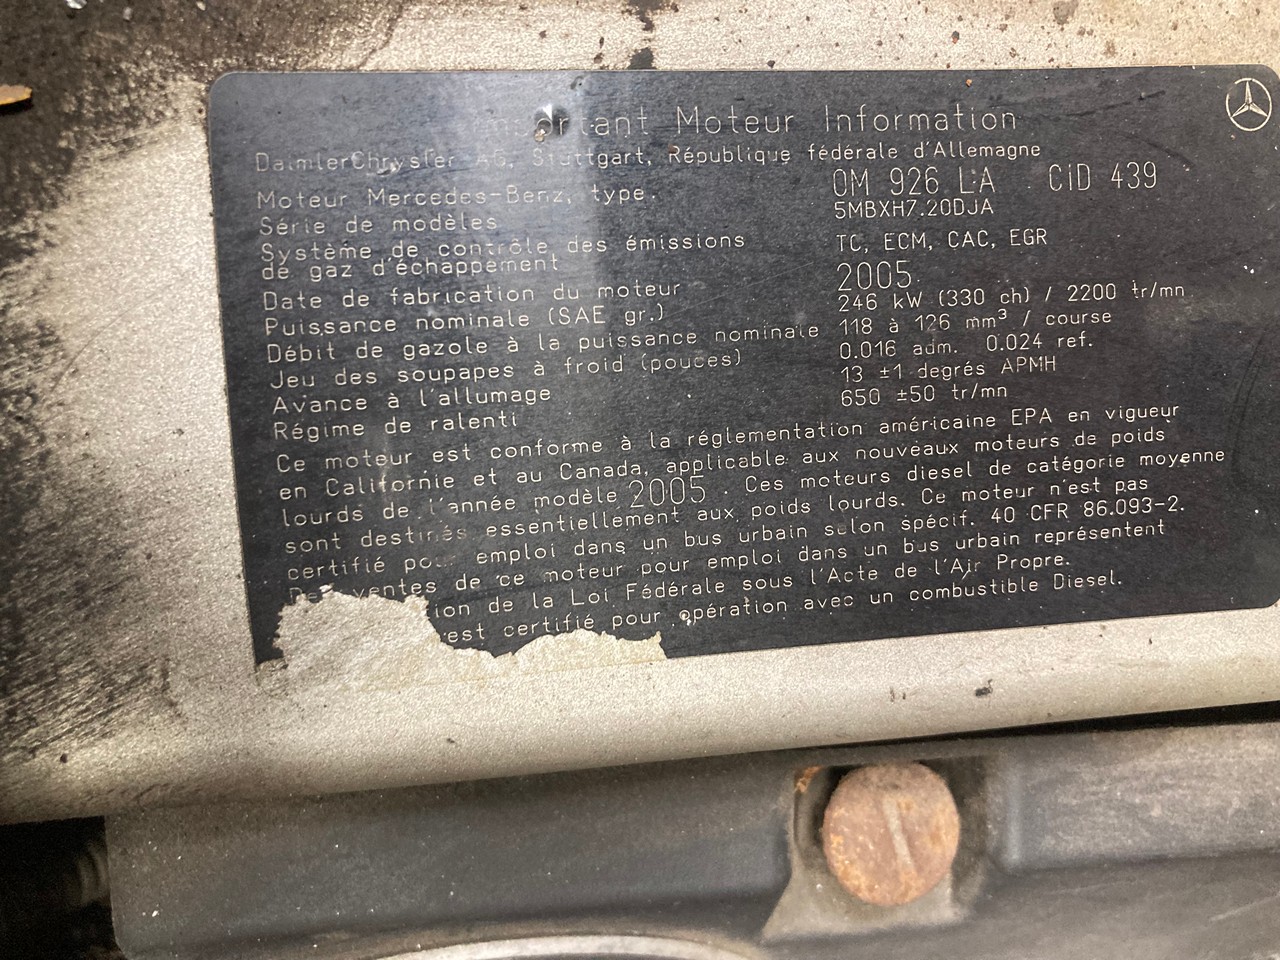 Important Moteur Information
DaimlerChrysler AG, Stuttgart, République fédérale d'Allemagne
Moteur Mercedes-Benz, type. OM 926 LA CID 439
Série de modèles 5MBXH7.20DJA
Système de contrôle des émissions
de gaz d'échappement TC, ECM, CAC, EGR
Date de fabrication du moteur 2005
Puissance nominale (SAE gr.) 246 kW (330 ch) / 2200 tr/mn
Débit de gazole à la puissance nominale 118 à 126 mm³ / course
Jeu des soupapes à froid (pouces) 0.016 adm. 0.024 ref.
Avance à l'allumage 13 ±1 degrés APMH
Régime de ralenti 650 ±50 tr/mn
Ce moteur est conforme à la réglementation américaine EPA en vigueur
en Californie et au Canada, applicable aux nouveaux moteurs de poids
lourds de l'année modèle 2005. Ces moteurs diesel de catégorie moyenne
sont destinés essentiellement aux poids lourds. Ce moteur n'est pas
certifié pour emploi dans un bus urbain selon spécif. 40 CFR 86.093-2.
ventes de ce moteur pour emploi dans un bus urbain représentent
de la Loi Fédérale sous l'Acte de l'Air Propre.
est certifié pour opération avec un combustible Diesel.